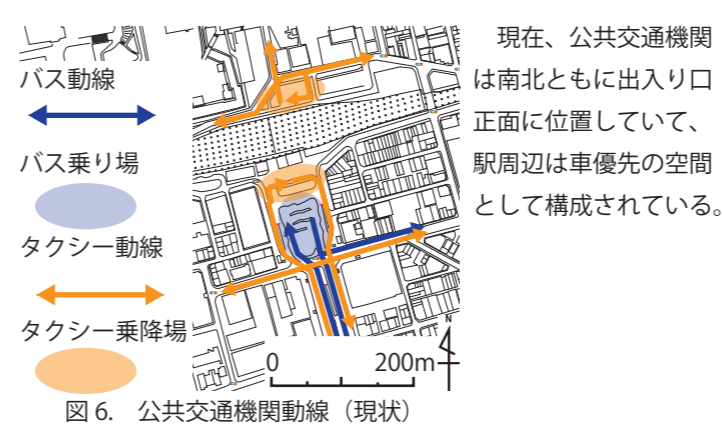 バス動線
バス乗り場
タクシー動線
タクシー乗降場
N
0 200m
図 6. 公共交通機関動線（現状）
現在、公共交通機関
は南北ともに出入り口
正面に位置していて、
駅周辺は車優先の空間
として構成されている。